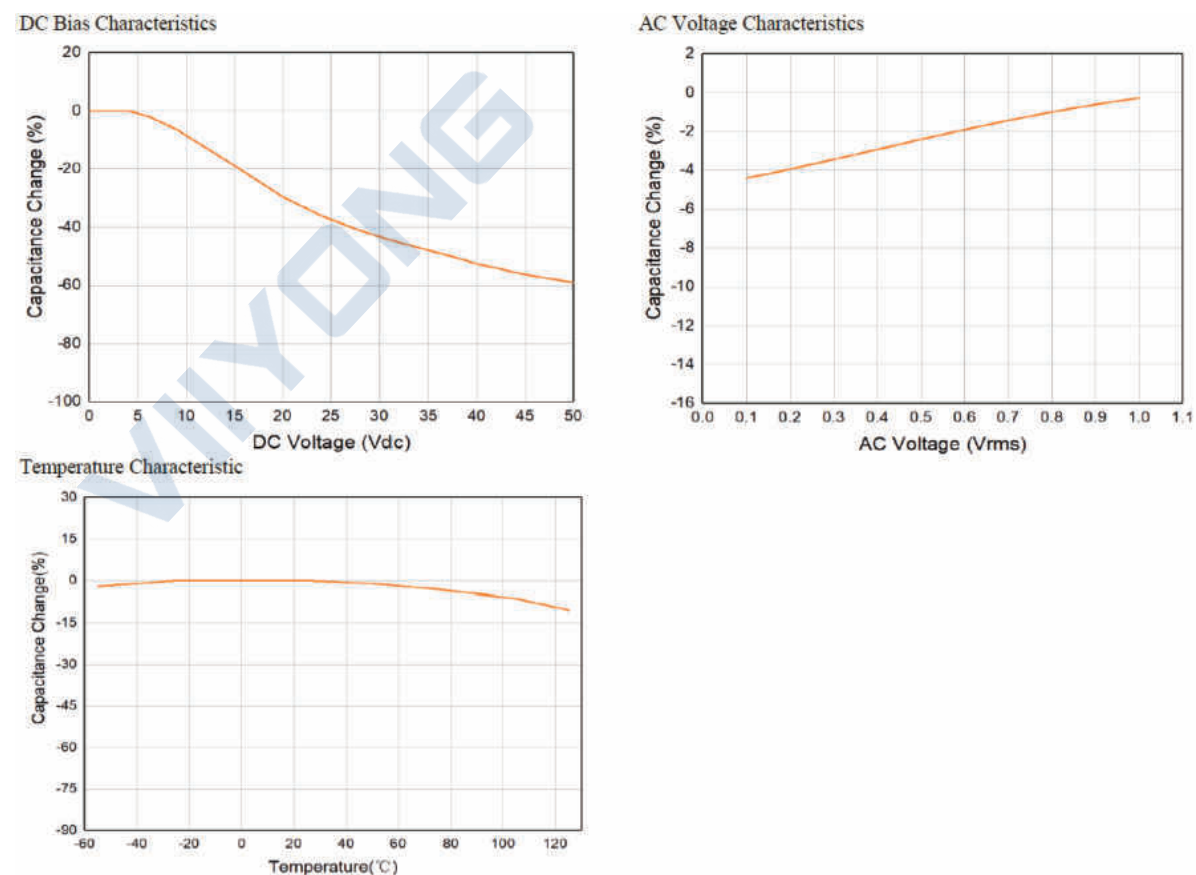 DC Bias Characteristics
20
0
-20
-40
-60
-80
-100
Capacitance Change (%)
0 5 10 15 20 25 30 35 40 45 50
DC Voltage (Vdc)
AC Voltage Characteristics
2
0
-2
-4
-6
-8
-10
-12
-14
-16
Capacitance Change (%)
0.0 0.1 0.2 0.3 0.4 0.5 0.6 0.7 0.8 0.9 1.0 1.1
AC Voltage (Vrms)
Temperature Characteristic
30
15
0
-15
-30
-45
-60
-75
-90
Capacitance Change(%)
-60 -40 -20 0 20 40 60 80 100 120
Temperature(℃)
VIIYONG